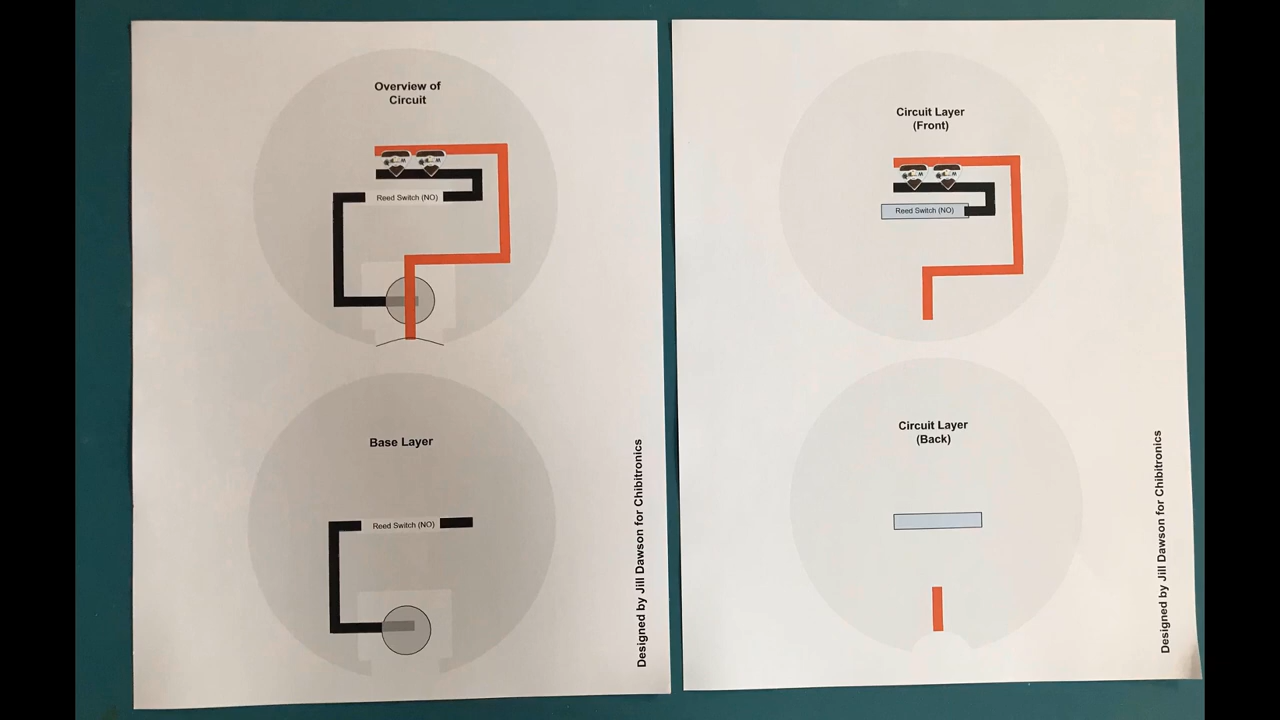 Overview of
Circuit
Reed Switch (NO)
Base Layer
Reed Switch (NO)
Designed by Jill Dawson for Chibitronics
Circuit Layer
(Front)
Reed Switch (NO)
Circuit Layer
(Back)
Designed by Jill Dawson for Chibitronics